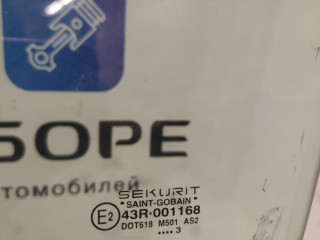 БОРЕ
томобилей
SEKURIT
"SAINT-GOBAIN"
E2 43R-001168
DOT618 M501 AS2
•••• 3